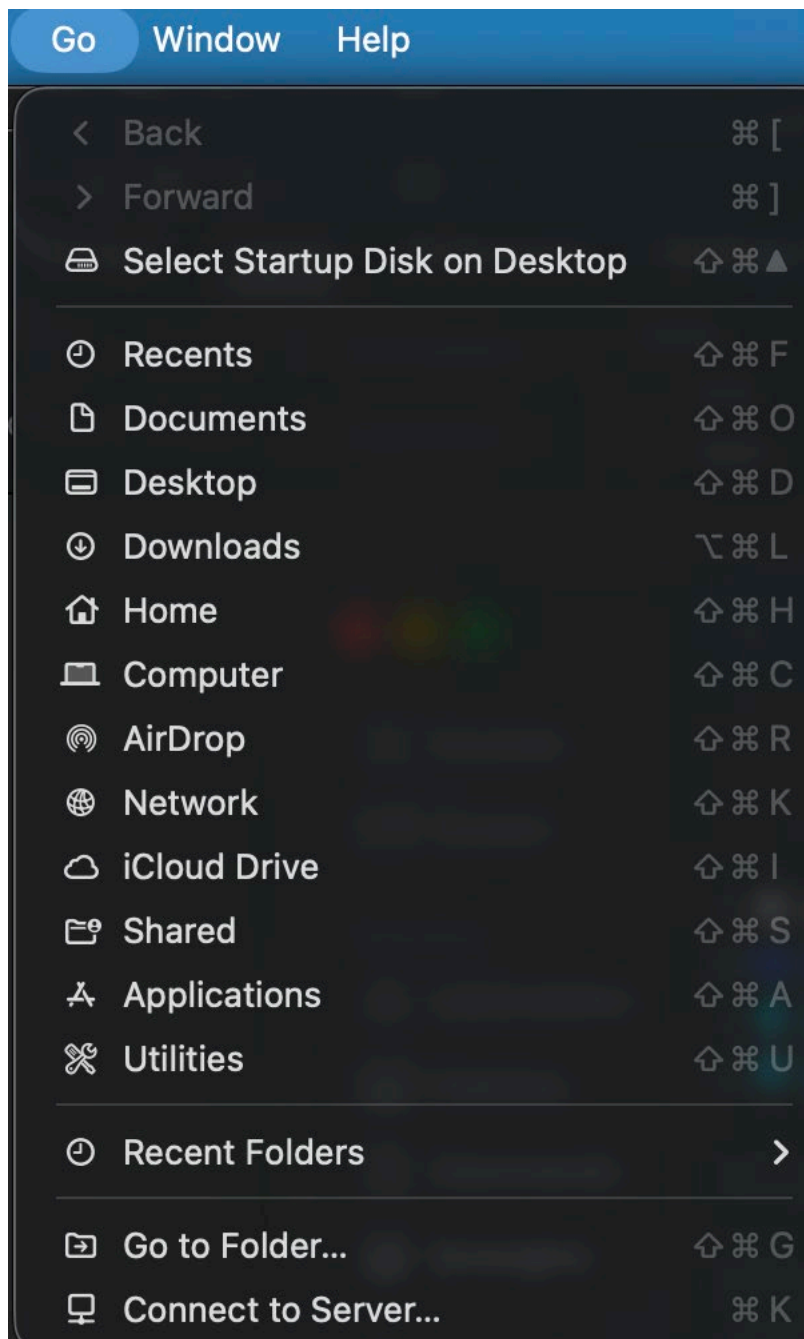 Go Window Help
Back ⌘ [
Forward ⌘ ]
Select Startup Disk on Desktop ⇧ ⌘ ▲
Recents ⇧ ⌘ F
Documents ⇧ ⌘ O
Desktop ⇧ ⌘ D
Downloads ⌥ ⌘ L
Home ⇧ ⌘ H
Computer ⇧ ⌘ C
AirDrop ⇧ ⌘ R
Network ⇧ ⌘ K
iCloud Drive ⇧ ⌘ I
Shared ⇧ ⌘ S
Applications ⇧ ⌘ A
Utilities ⇧ ⌘ U
Recent Folders
Go to Folder... ⇧ ⌘ G
Connect to Server... ⌘ K